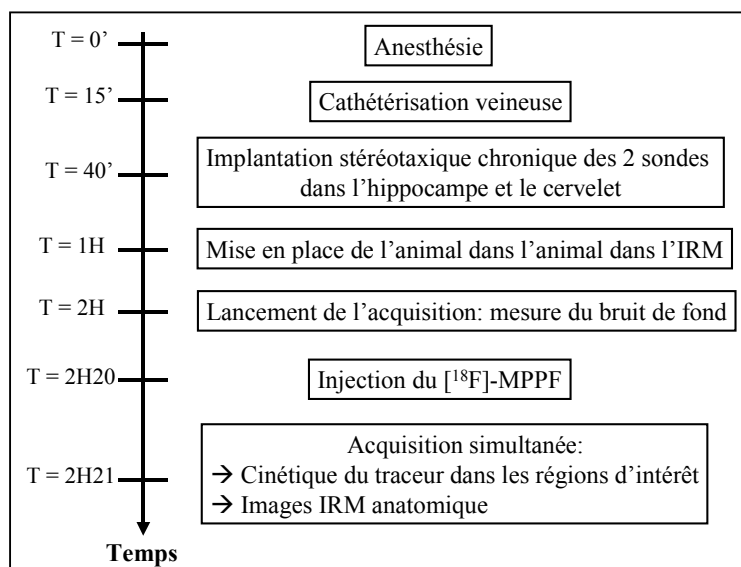 T = 0' Anesthésie
T = 15' Cathétérisation veineuse
T = 40' Implantation stéréotaxique chronique des 2 sondes
dans l'hippocampe et le cervelet
T = 1H Mise en place de l'animal dans l'animal dans l'IRM
T = 2H Lancement de l'acquisition: mesure du bruit de fond
T = 2H20 Injection du [¹⁸F]-MPPF
Acquisition simultanée:
T = 2H21 → Cinétique du traceur dans les régions d'intérêt
→ Images IRM anatomique
Temps